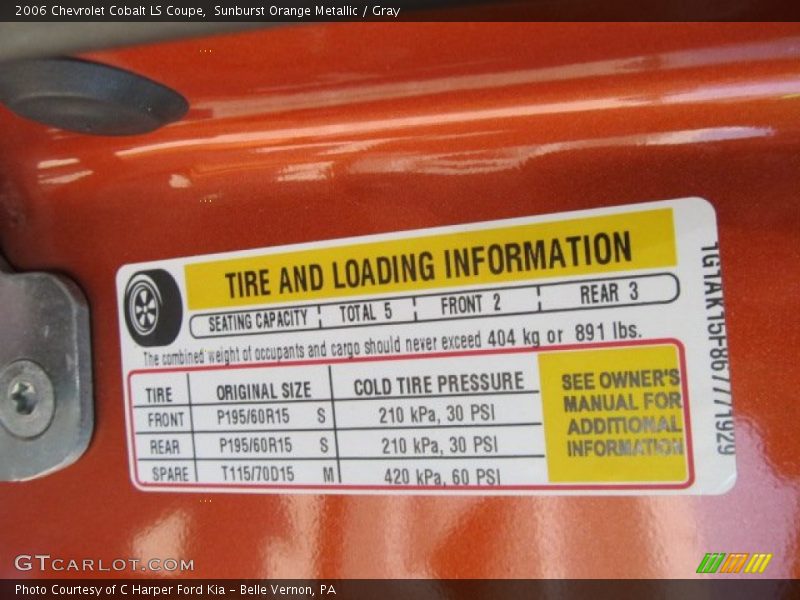 2006 Chevrolet Cobalt LS Coupe,  Sunburst Orange Metallic / Gray
TIRE AND LOADING INFORMATION
SEATING CAPACITY TOTAL 5 FRONT 2 REAR 3
The combined weight of occupants and cargo should never exceed 404 kg or 891 lbs.
TIRE ORIGINAL SIZE COLD TIRE PRESSURE
FRONT P195/60R15 S 210 kPa, 30 PSI
REAR P195/60R15 S 210 kPa, 30 PSI
SPARE T115/70D15 M 420 kPa, 60 PSI
SEE OWNER'S
MANUAL FOR
ADDITIONAL
INFORMATION
1G1AK15F867771929
GTCARLOT.COM
Photo Courtesy of C Harper Ford Kia – Belle Vernon, PA